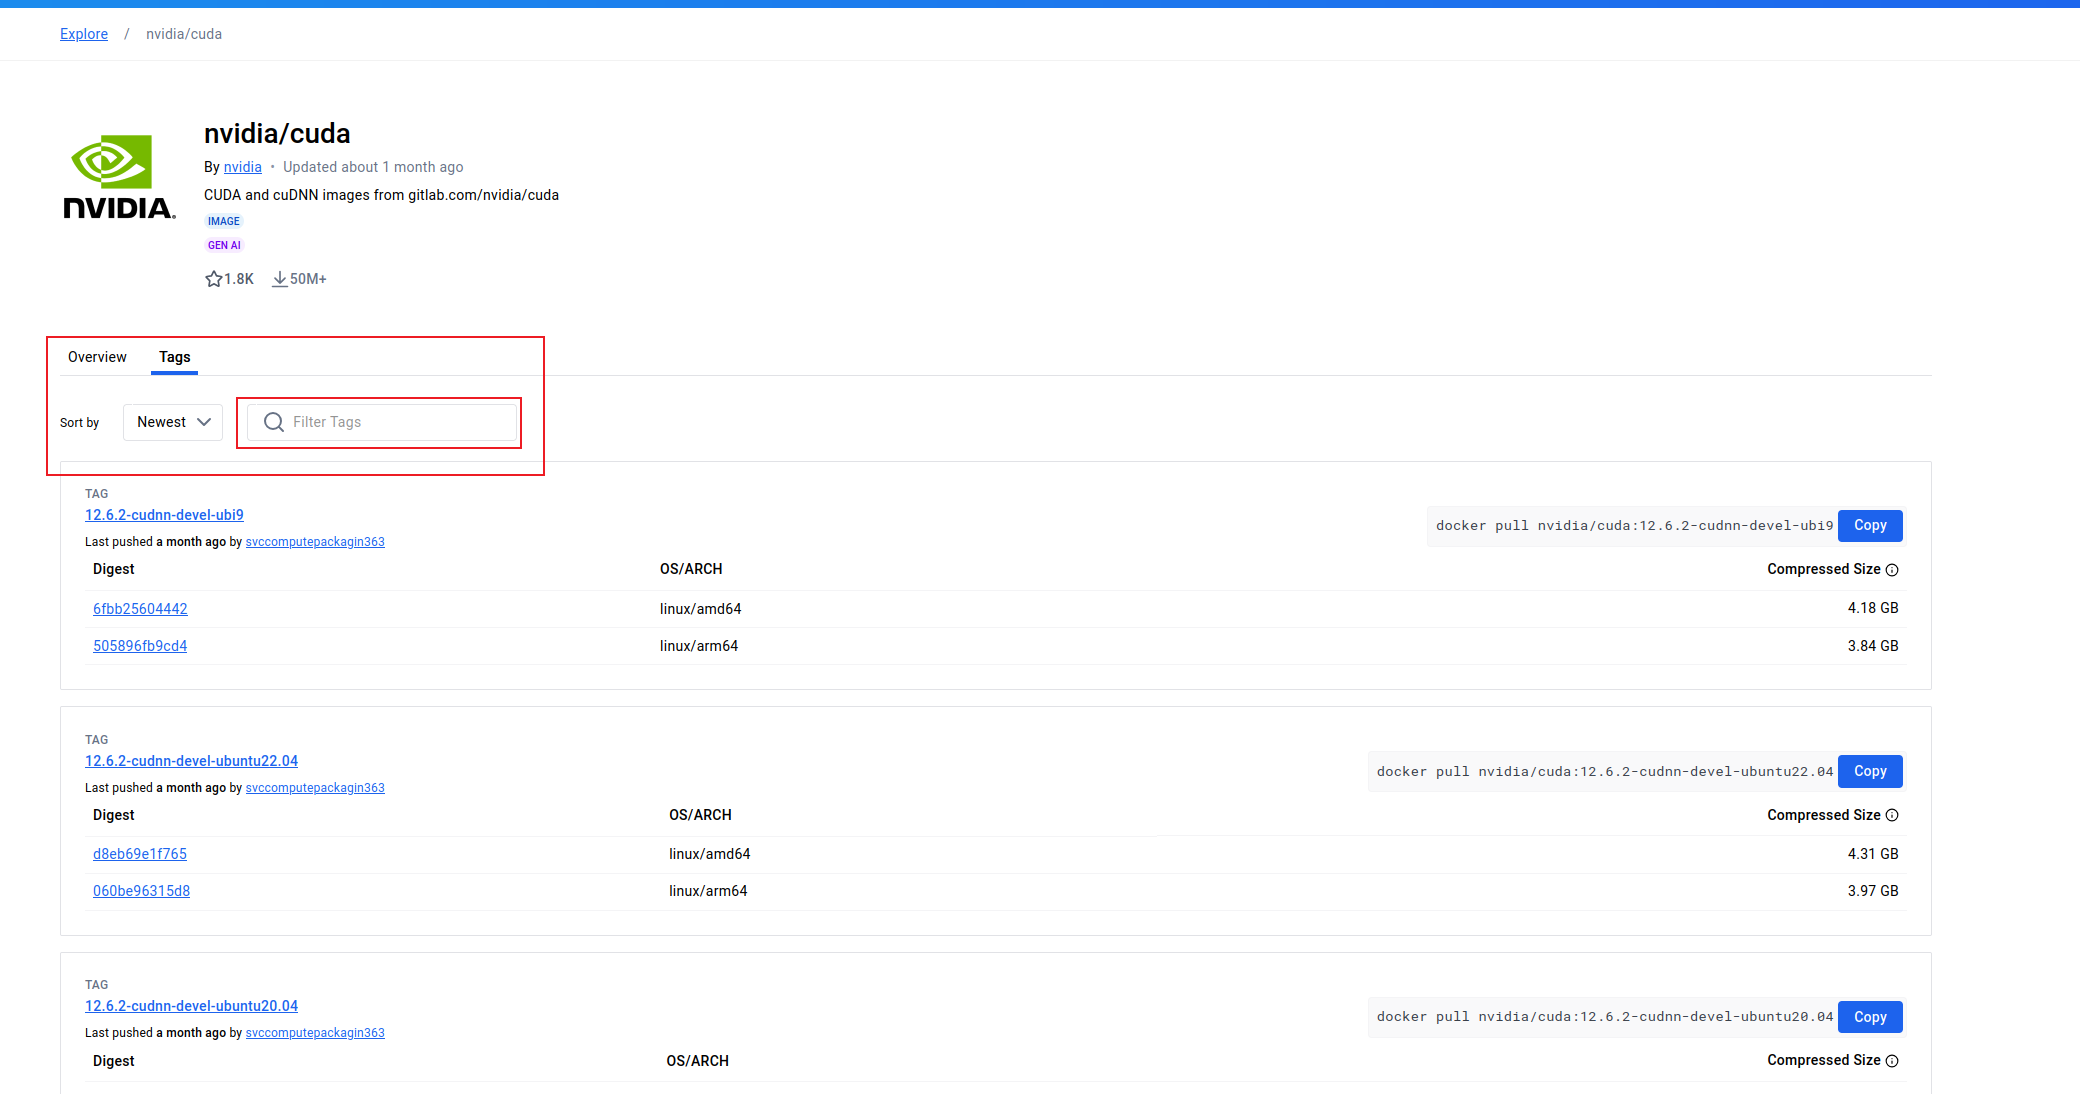 Explore / nvidia/cuda
nvidia/cuda
By nvidia • Updated about 1 month ago
CUDA and cuDNN images from gitlab.com/nvidia/cuda
NVIDIA.
IMAGE
GEN AI
1.8K 50M+
Overview Tags
Sort by Newest Filter Tags
TAG
12.6.2-cudnn-devel-ubi9
docker pull nvidia/cuda:12.6.2-cudnn-devel-ubi9 Copy
Last pushed a month ago by svccomputepackagin363
Digest OS/ARCH Compressed Size
6fbb25604442 linux/amd64 4.18 GB
505896fb9cd4 linux/arm64 3.84 GB
TAG
12.6.2-cudnn-devel-ubuntu22.04
docker pull nvidia/cuda:12.6.2-cudnn-devel-ubuntu22.04 Copy
Last pushed a month ago by svccomputepackagin363
Digest OS/ARCH Compressed Size
d8eb69e1f765 linux/amd64 4.31 GB
060be96315d8 linux/arm64 3.97 GB
TAG
12.6.2-cudnn-devel-ubuntu20.04
docker pull nvidia/cuda:12.6.2-cudnn-devel-ubuntu20.04 Copy
Last pushed a month ago by svccomputepackagin363
Digest OS/ARCH Compressed Size